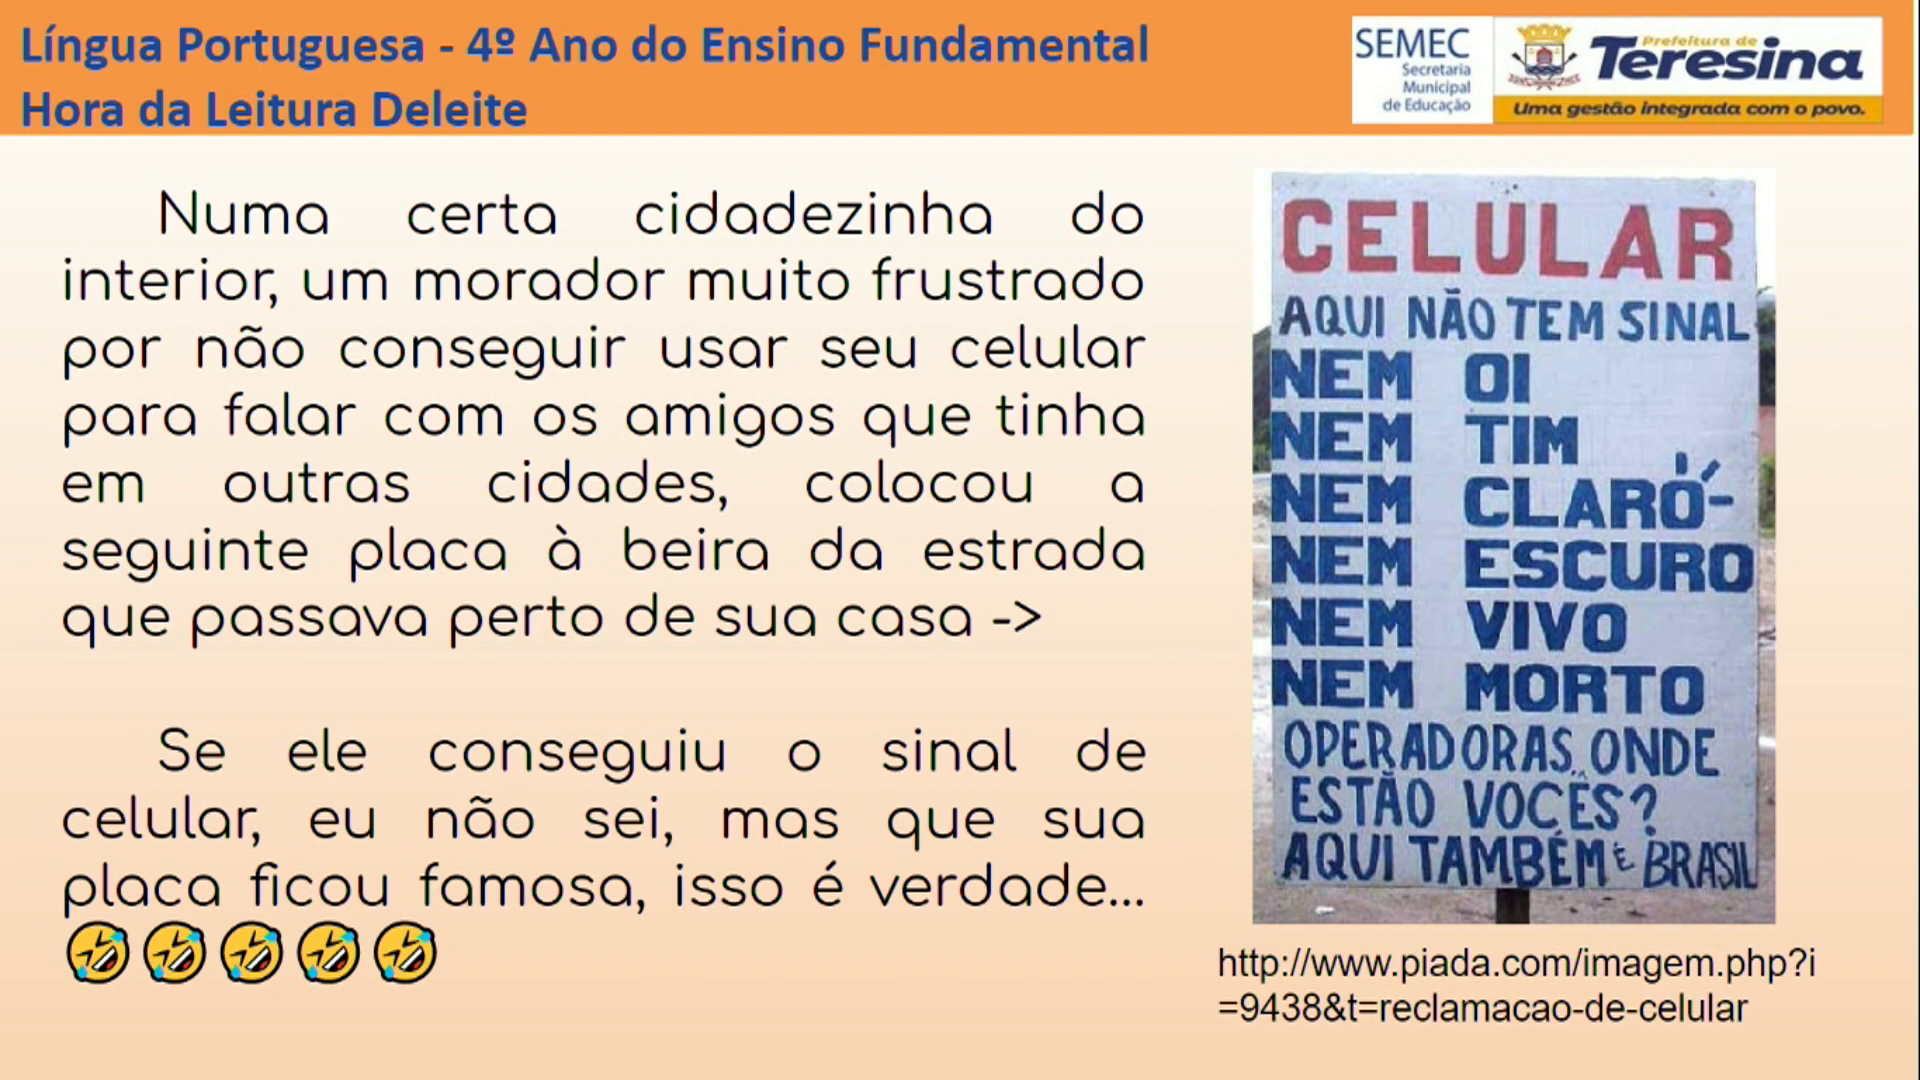 Língua Portuguesa - 4º Ano do Ensino Fundamental
Hora da Leitura Deleite
SEMEC
Secretaria
Municipal
de Educação
Prefeitura de
Teresina
Uma gestão integrada com o povo.
Numa certa cidadezinha do
interior, um morador muito frustrado
por não conseguir usar seu celular
para falar com os amigos que tinha
em outras cidades, colocou a
seguinte placa à beira da estrada
que passava perto de sua casa ->
Se ele conseguiu o sinal de
celular, eu não sei, mas que sua
placa ficou famosa, isso é verdade...
🤣🤣🤣🤣🤣
CELULAR
AQUI NÃO TEM SINAL
NEM OI
NEM TIM
NEM CLARO
NEM ESCURO
NEM VIVO
NEM MORTO
OPERADORAS ONDE
ESTÃO VOCÊS?
AQUI TAMBÉM É BRASIL
http://www.piada.com/imagem.php?i
=9438&t=reclamacao-de-celular